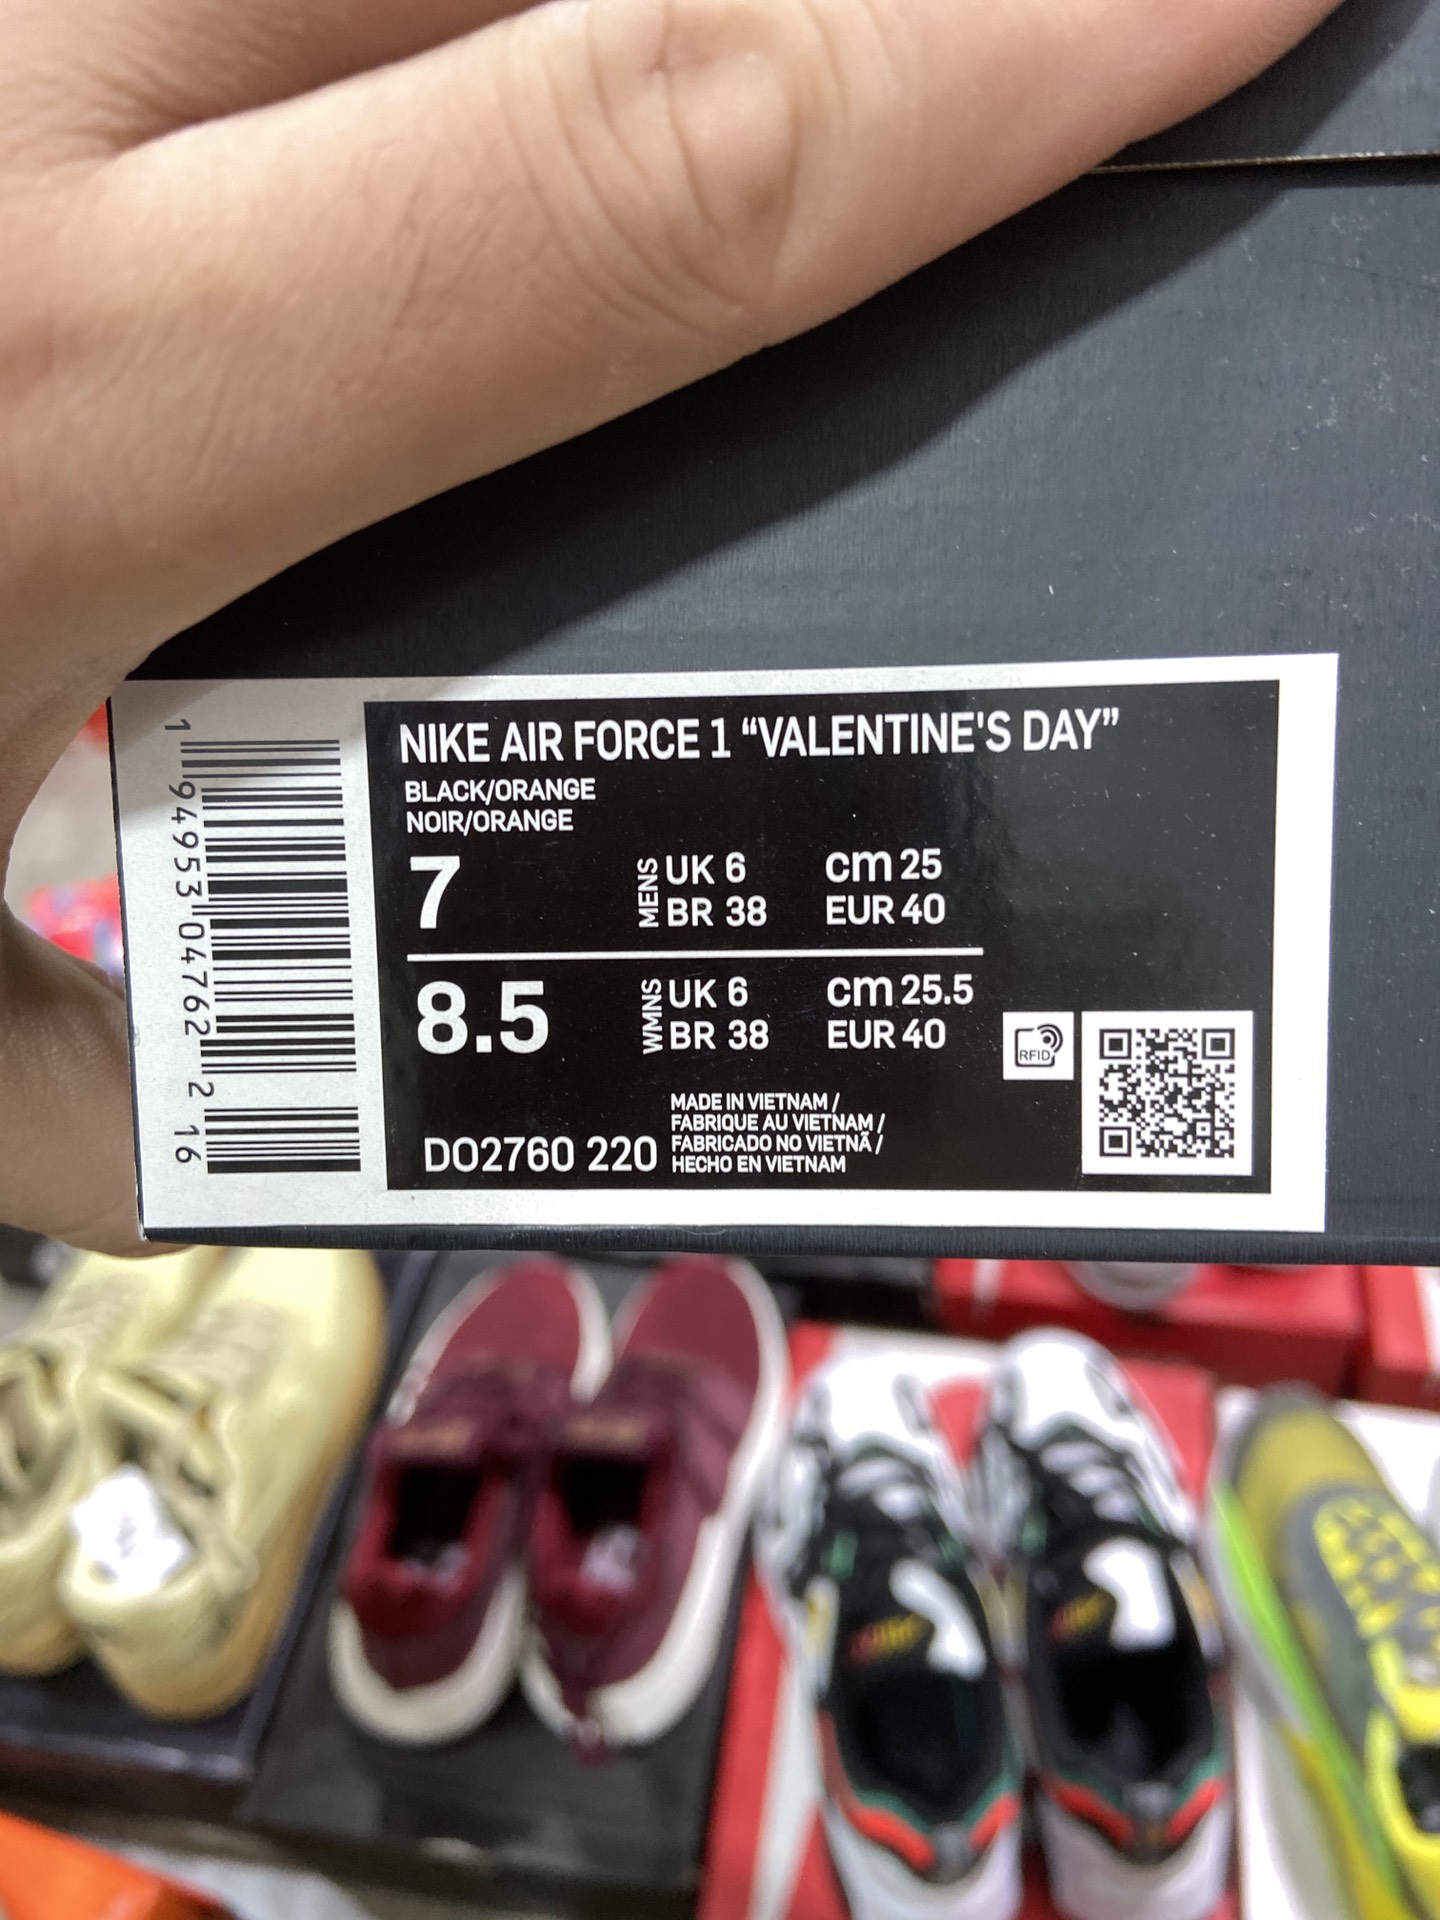 NIKE AIR FORCE 1 “VALENTINE'S DAY”
BLACK/ORANGE
NOIR/ORANGE
7 MENS UK 6 cm 25
BR 38 EUR 40
8.5 WMNS UK 6 cm 25.5
BR 38 EUR 40
RFID
DO2760 220
MADE IN VIETNAM /
FABRIQUE AU VIETNAM /
FABRICADO NO VIETNÃ /
HECHO EN VIETNAM
1 94953 04762 2 16